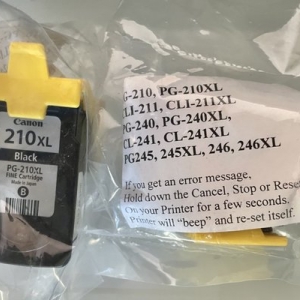 Canon
210XL
Black
PG-210XL
FINE Cartridge
Made in Japan
B
G-210, PG-210XL
CLI-211, CLI-211XL
PG-240, PG-240XL,
CL-241, CL-241XL
PG245, 245XL, 246, 246XL
If you get an error message.
Hold down the Cancel, Stop or Reset
On your Printer for a few seconds.
Printer will “beep” and re-set itself.